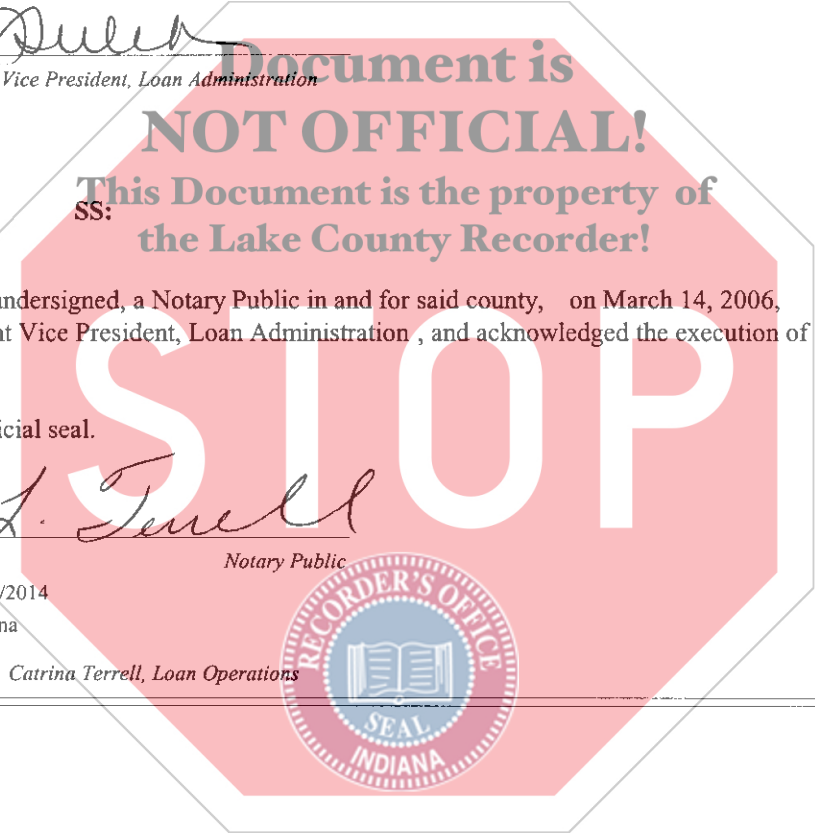 Document is
Vice President, Loan Administration
NOT OFFICIAL!
This Document is the property of
SS:
the Lake County Recorder!
undersigned, a Notary Public in and for said county, on March 14, 2006,
nt Vice President, Loan Administration , and acknowledged the execution of
STOP
icial seal.
L. Terrell
Notary Public
/2014
na
Catrina Terrell, Loan Operations
RECORDER'S OFFICE
SEAL
INDIANA